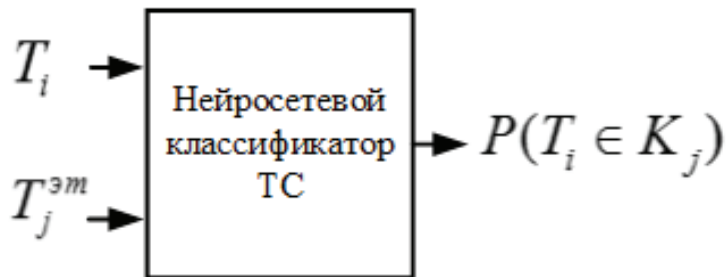 T_i
Нейросетевой
классификатор
ТС
P(T_i ∈ K_j)
T_j^{эт}